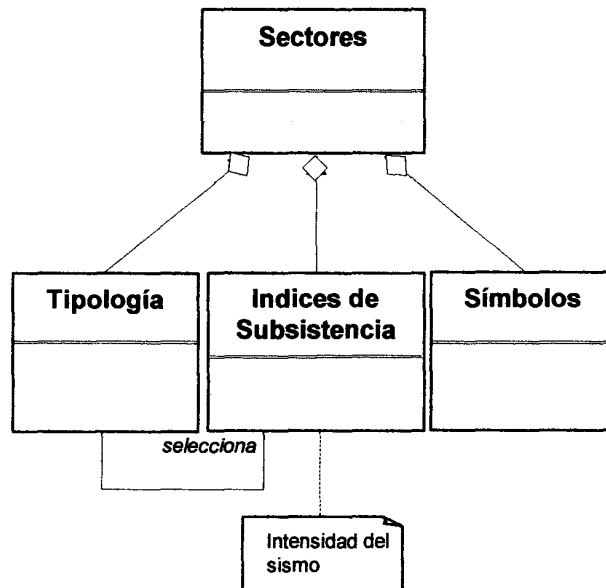 Sectores
Tipología
Indices de
Subsistencia
Símbolos
selecciona
Intensidad del
sismo